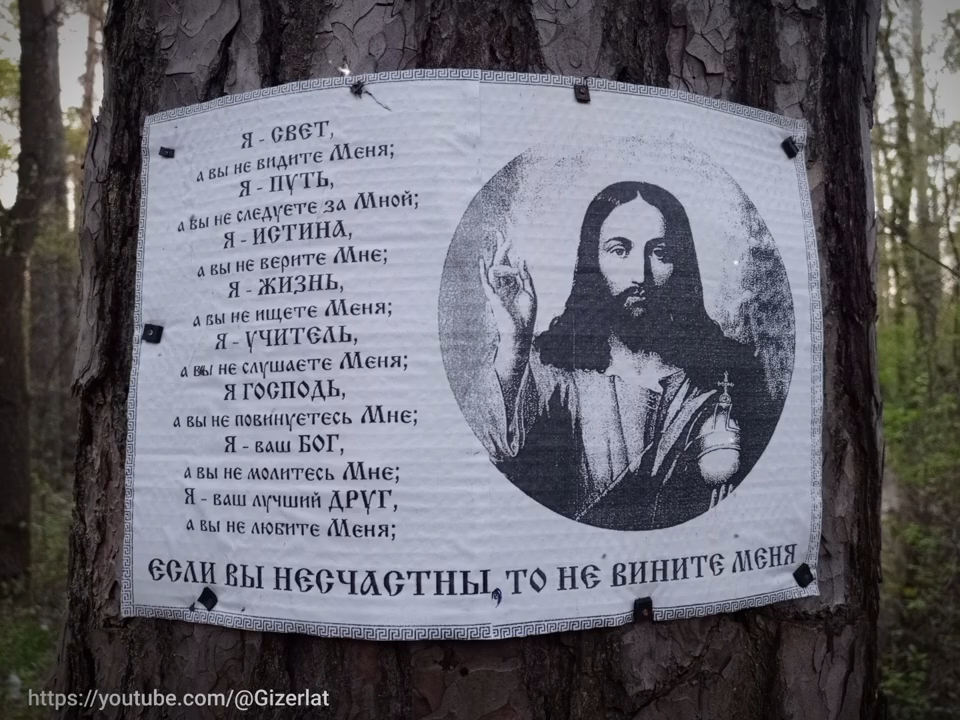 Я - СВЕТ,
а вы не видите Меня;
Я - ПУТЬ,
а вы не следуете за Мной;
Я - ИСТИНА,
а вы не верите Мне;
Я - ЖИЗНЬ,
а вы не ищете Меня;
Я - УЧИТЕЛЬ,
а вы не слушаете Меня;
Я ГОСПОДЬ,
а вы не повинуетесь Мне;
Я - ваш БОГ,
а вы не молитесь Мне;
Я - ваш лучший ДРУГ,
а вы не любите Меня;
ЕСЛИ ВЫ НЕСЧАСТНЫ, ТО НЕ ВИНИТЕ МЕНЯ
https://youtube.com/@Gizerlat